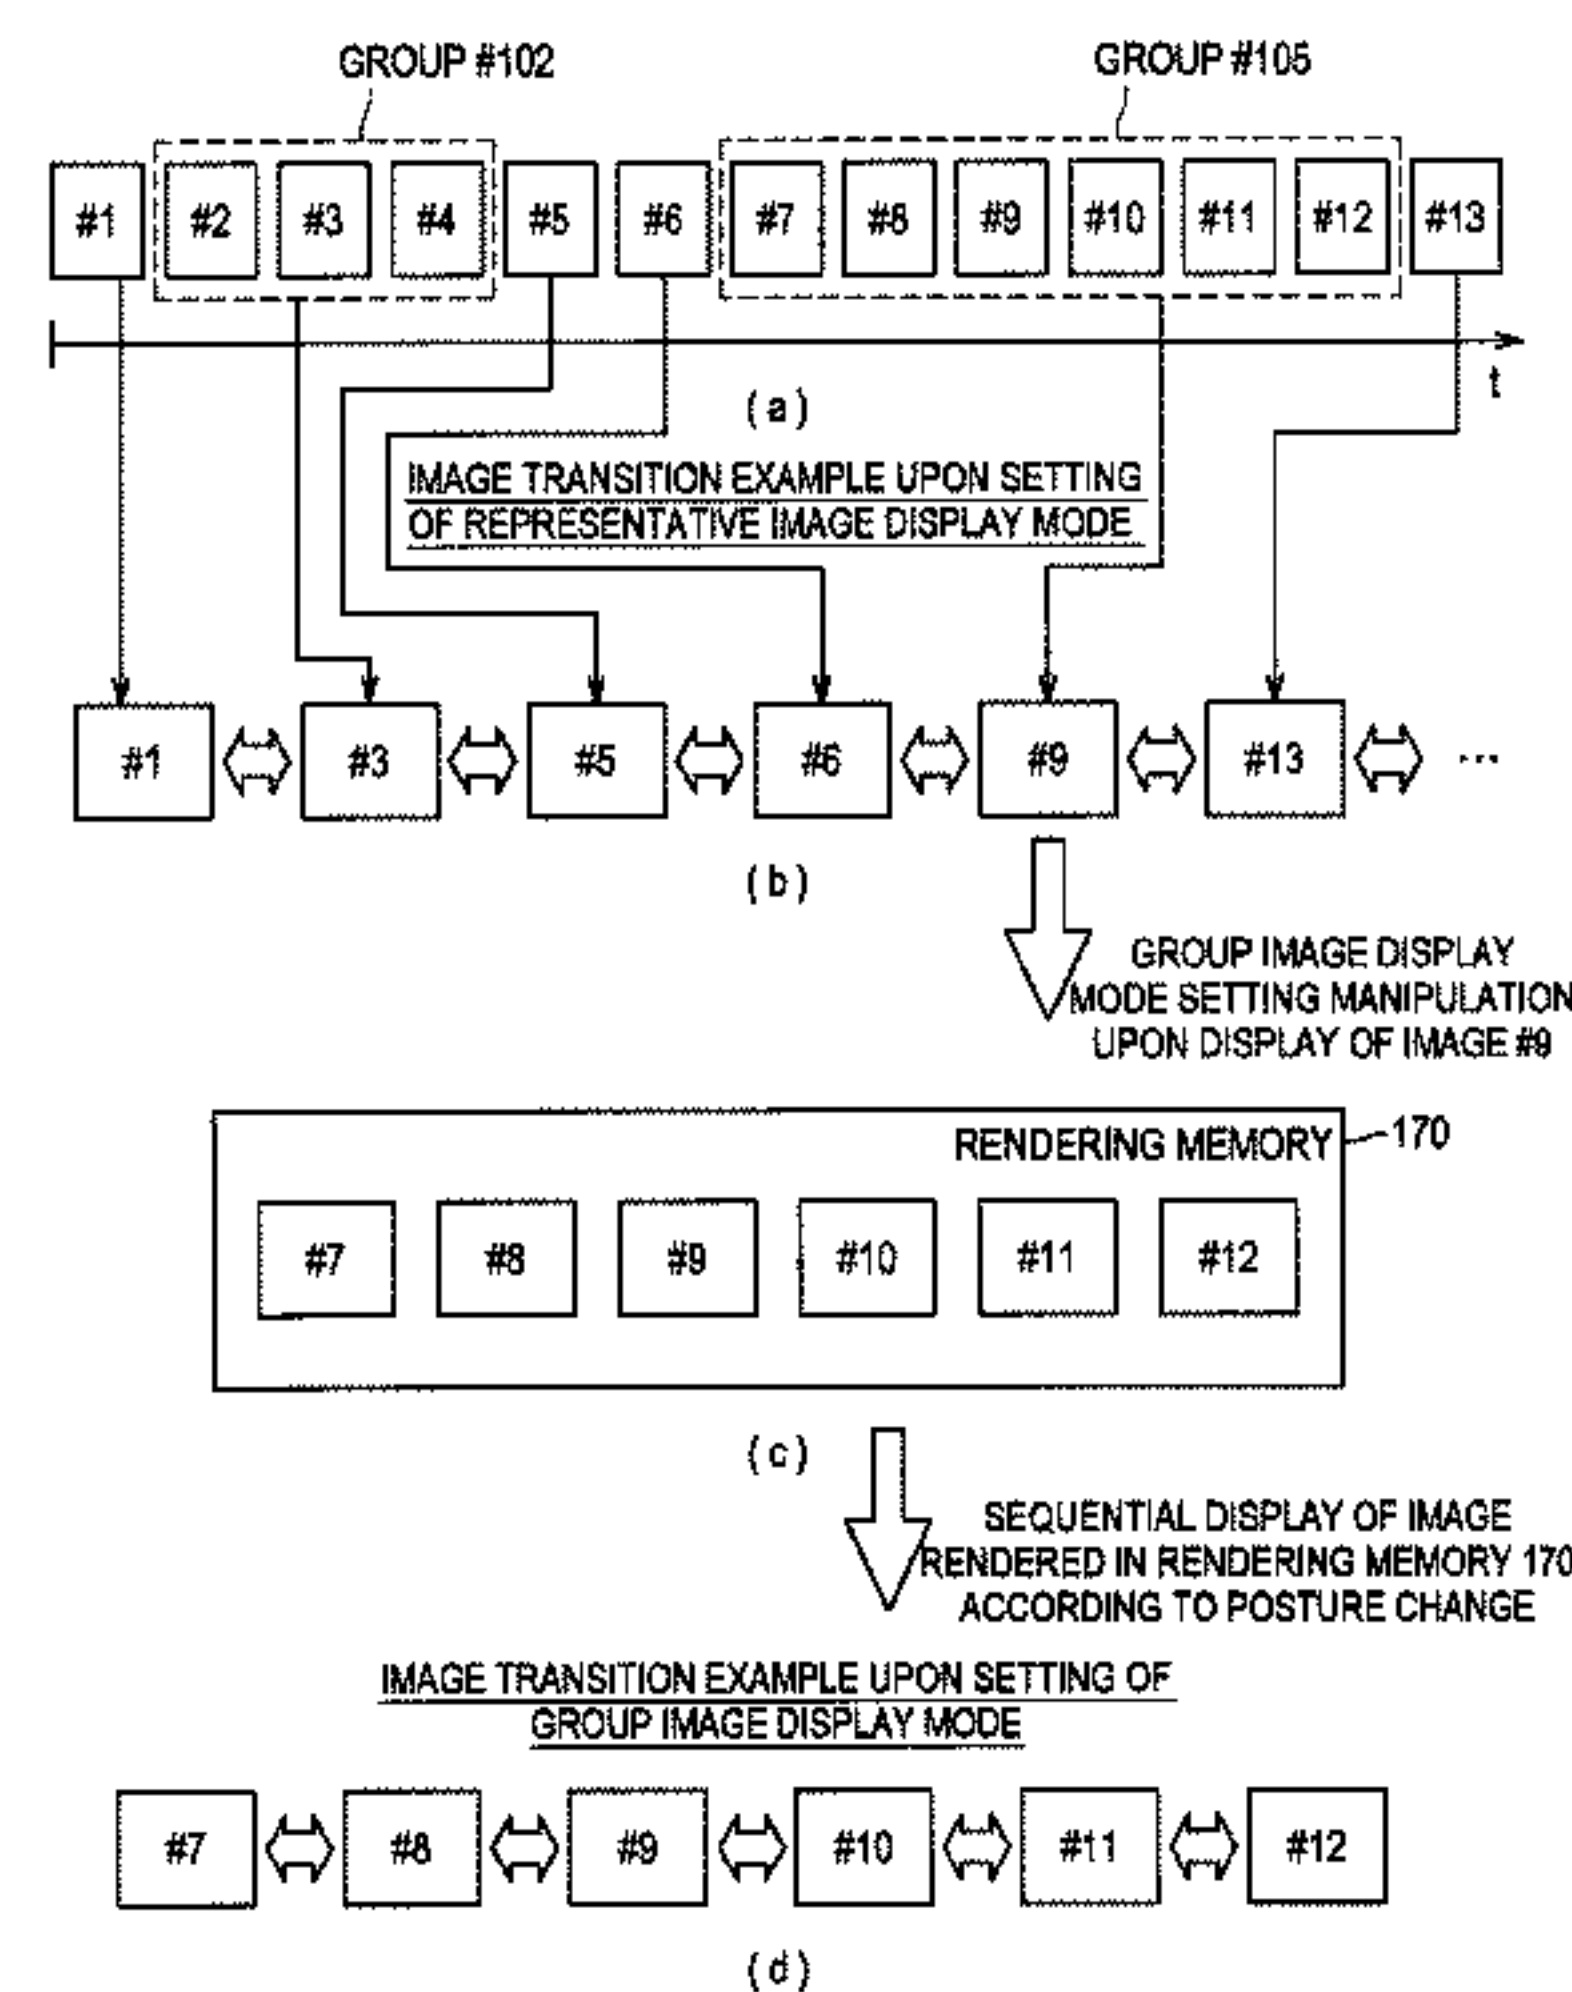 GROUP #102 GROUP #105
#1 #2 #3 #4 #5 #6 #7 #8 #9 #10 #11 #12 #13
t
(a)
IMAGE TRANSITION EXAMPLE UPON SETTING
OF REPRESENTATIVE IMAGE DISPLAY MODE
#1 #3 #5 #6 #9 #13 ...
(b)
GROUP IMAGE DISPLAY
MODE SETTING MANIPULATION
UPON DISPLAY OF IMAGE #9
RENDERING MEMORY 170
#7 #8 #9 #10 #11 #12
(c)
SEQUENTIAL DISPLAY OF IMAGE
RENDERED IN RENDERING MEMORY 170
ACCORDING TO POSTURE CHANGE
IMAGE TRANSITION EXAMPLE UPON SETTING OF
GROUP IMAGE DISPLAY MODE
#7 #8 #9 #10 #11 #12
(d)